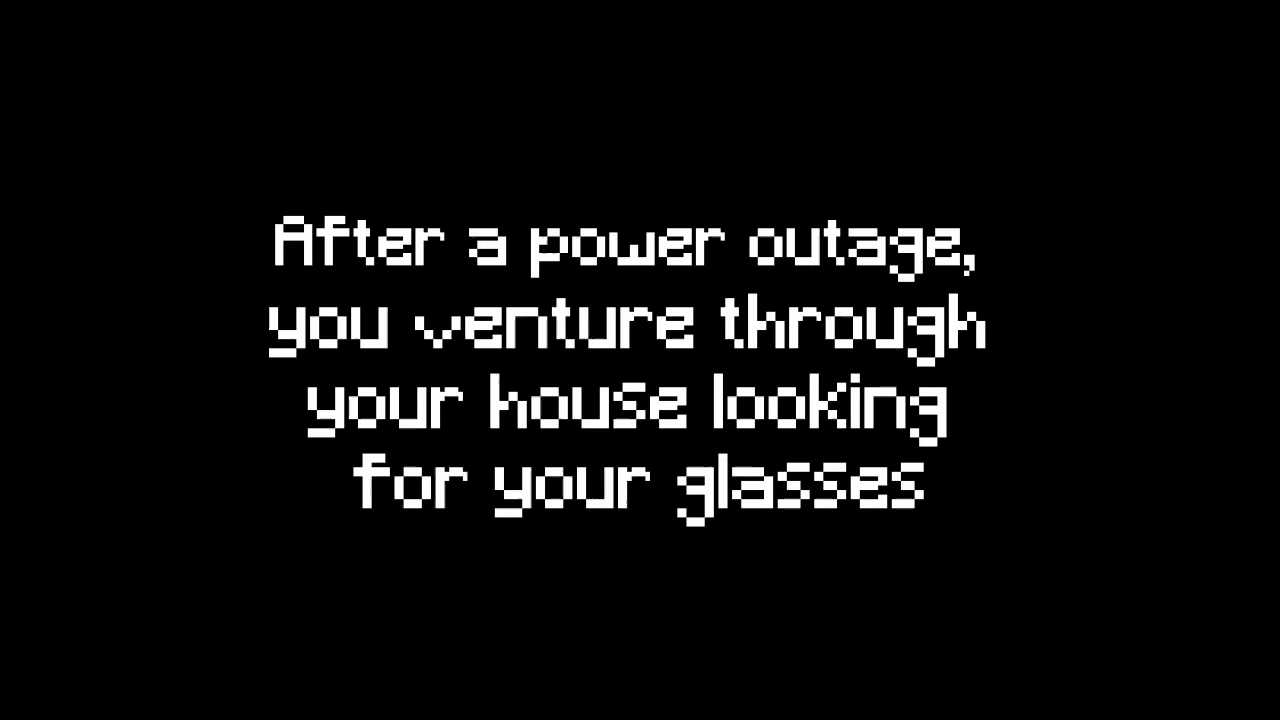 After a power outage,
you venture through
your house looking
for your glasses